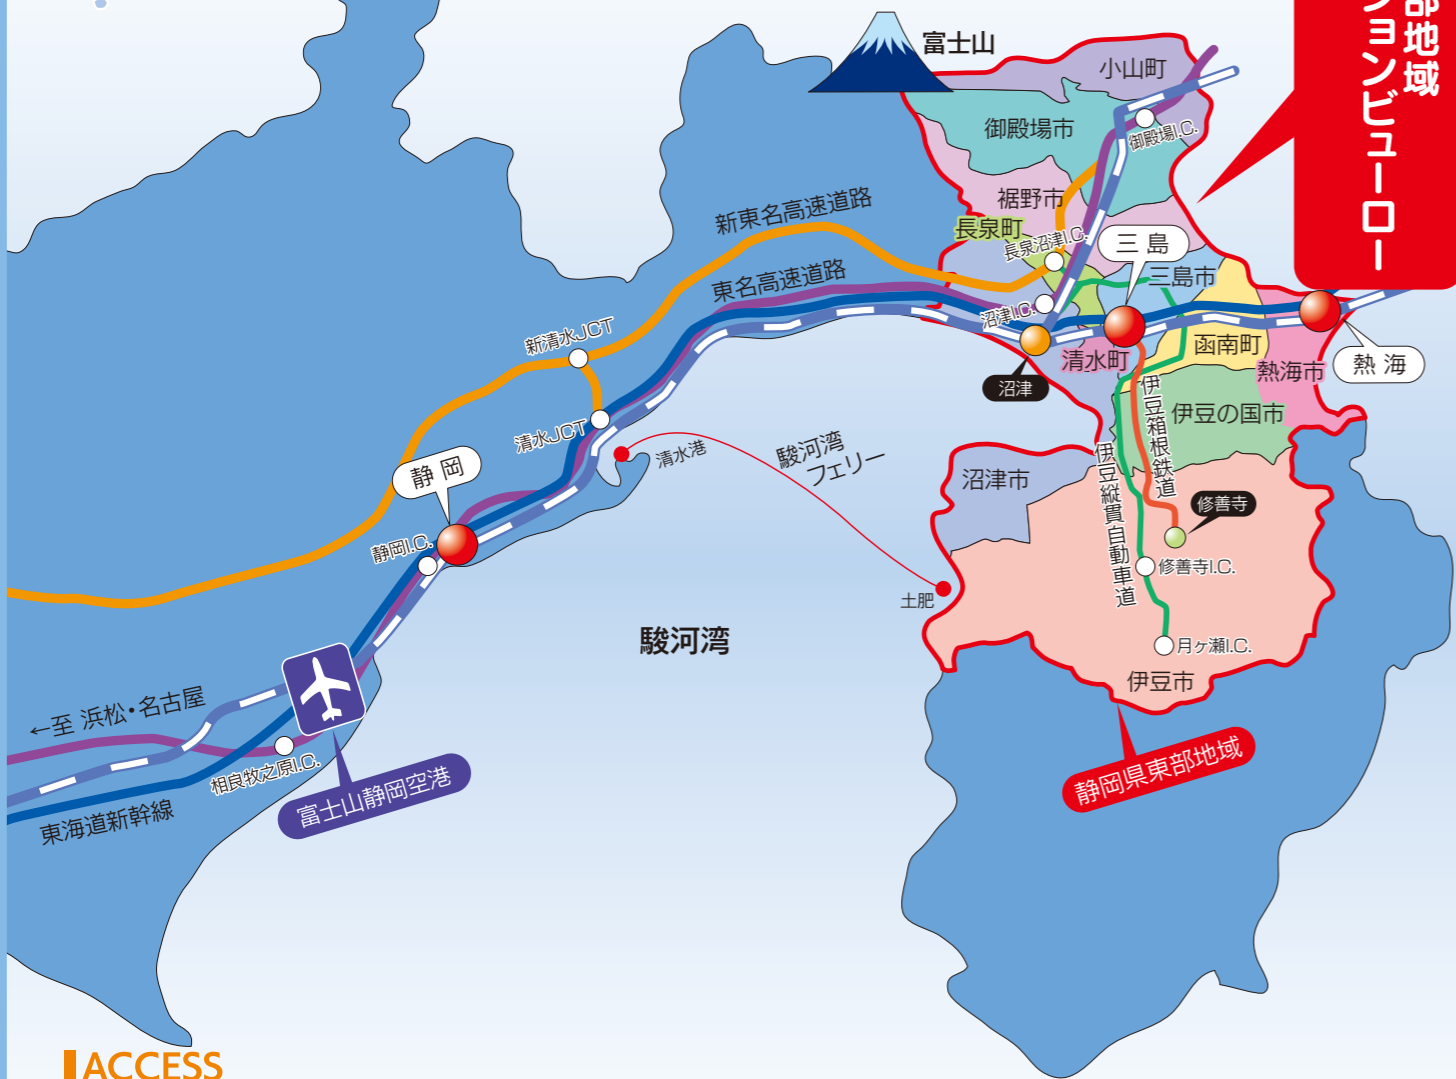 部地域
ションビューロー
富士山
小山町
御殿場市
御殿場I.C.
裾野市
長泉町
長泉沼津I.C.
三島
三島市
新東名高速道路
東名高速道路
沼津I.C.
沼津
清水町
函南町
熱海市
熱海
新清水JCT
清水JCT
清水港
駿河湾
フェリー
静岡
静岡I.C.
沼津市
伊豆の国市
伊豆箱根鉄道
伊豆縦貫自動車道
修善寺
修善寺I.C.
土肥
月ヶ瀬I.C.
駿河湾
伊豆市
静岡県東部地域
←至 浜松・名古屋
相良牧之原I.C.
富士山静岡空港
東海道新幹線
ACCESS